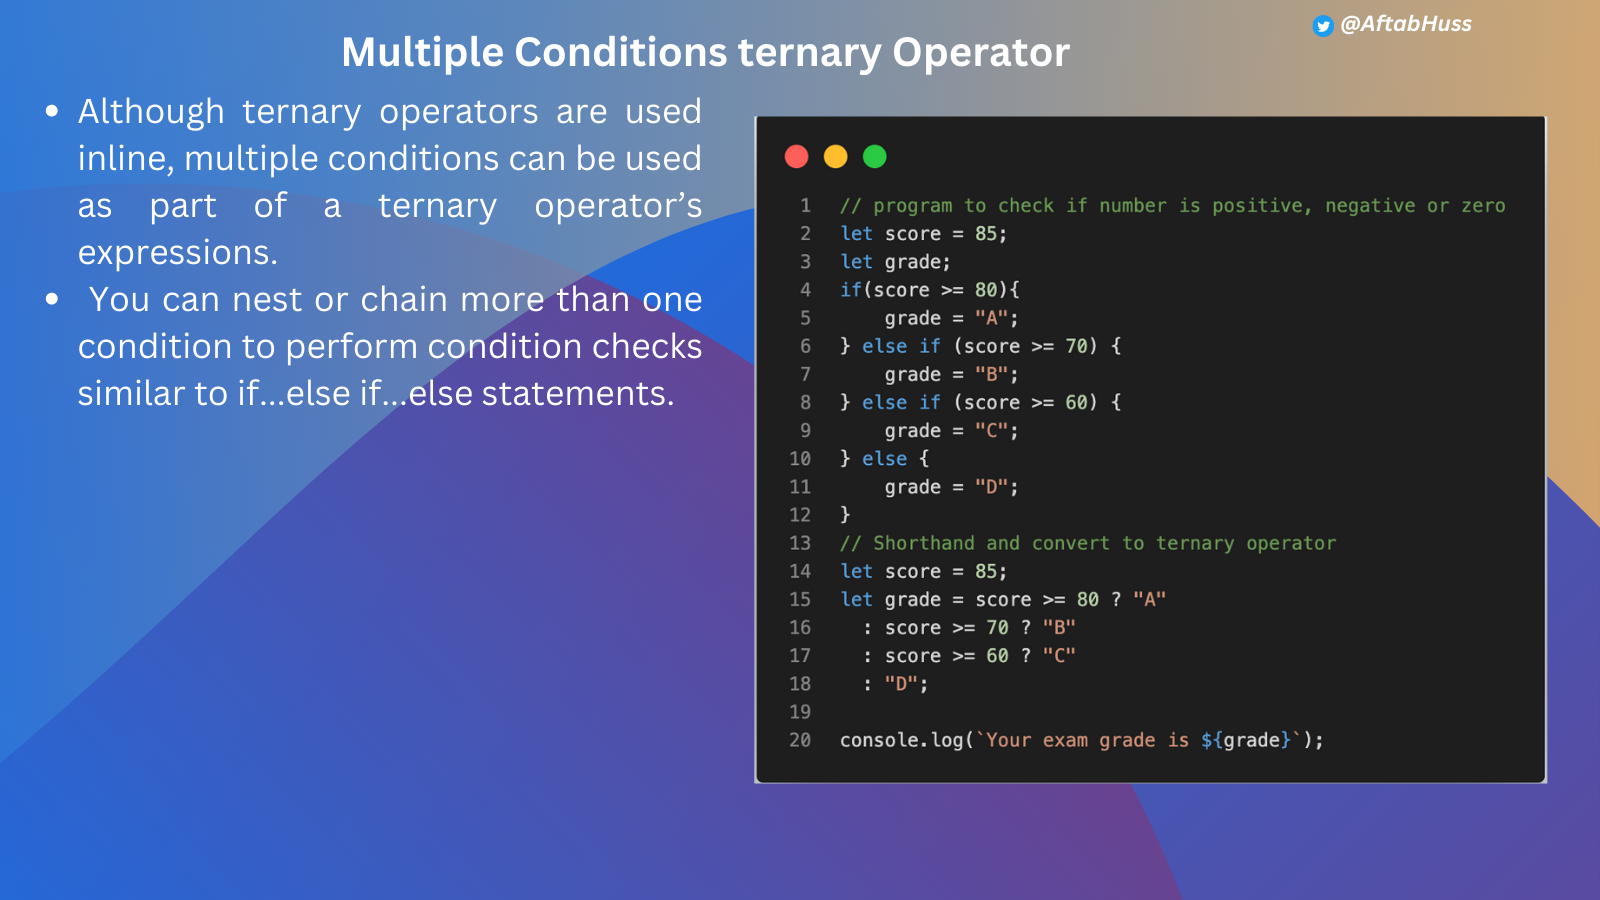 @AftabHuss
Multiple Conditions ternary Operator
• Although ternary operators are used
inline, multiple conditions can be used
as part of a ternary operator’s
expressions.
• You can nest or chain more than one
condition to perform condition checks
similar to if...else if...else statements.
1 // program to check if number is positive, negative or zero
2 let score = 85;
3 let grade;
4 if(score >= 80){
5     grade = "A";
6 } else if (score >= 70) {
7     grade = "B";
8 } else if (score >= 60) {
9     grade = "C";
10 } else {
11     grade = "D";
12 }
13 // Shorthand and convert to ternary operator
14 let score = 85;
15 let grade = score >= 80 ? "A"
16   : score >= 70 ? "B"
17   : score >= 60 ? "C"
18   : "D";
19
20 console.log(`Your exam grade is ${grade}`);